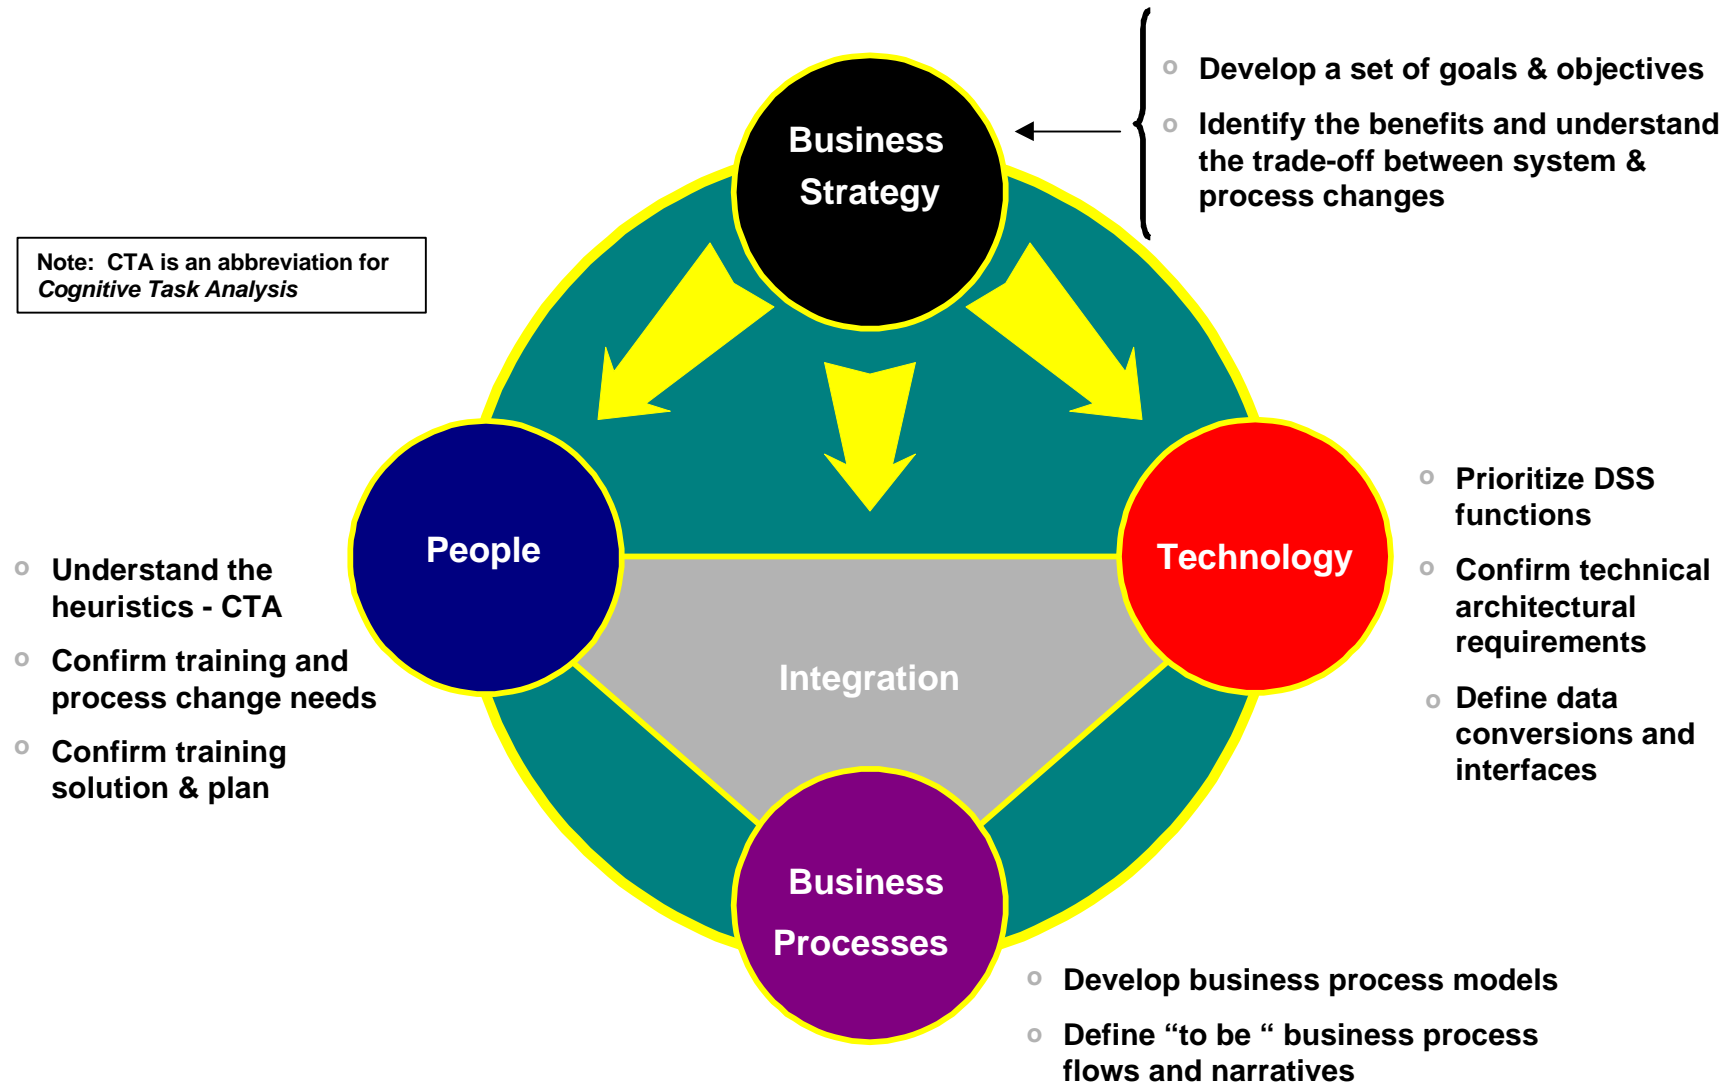 o Develop a set of goals & objectives
o Identify the benefits and understand
the trade-off between system &
process changes
Business
Strategy
Note:  CTA is an abbreviation for
Cognitive Task Analysis
People
Technology
Integration
o Prioritize DSS
functions
o Confirm technical
architectural
requirements
o Define data
conversions and
interfaces
o Understand the
heuristics - CTA
o Confirm training and
process change needs
o Confirm training
solution & plan
Business
Processes
o Develop business process models
o Define “to be “ business process
flows and narratives